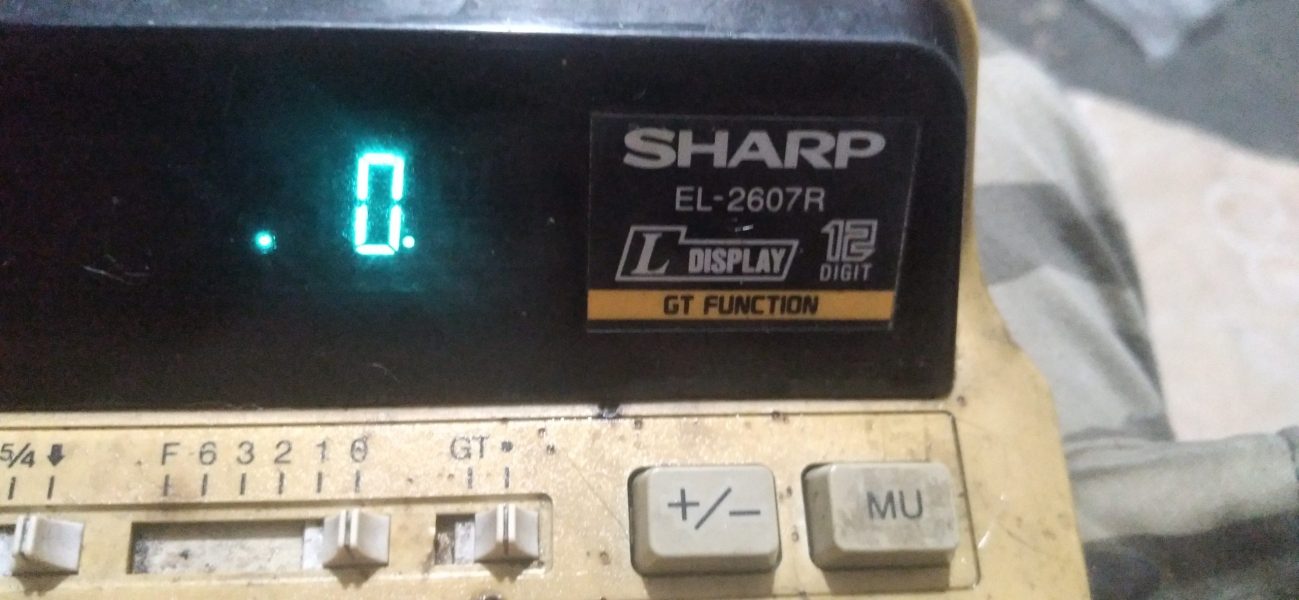 0.
SHARP
EL-2607R
L DISPLAY 12 DIGIT
GT FUNCTION
5/4 ⬇ F 6 3 2 1 0 GT •
+/− MU